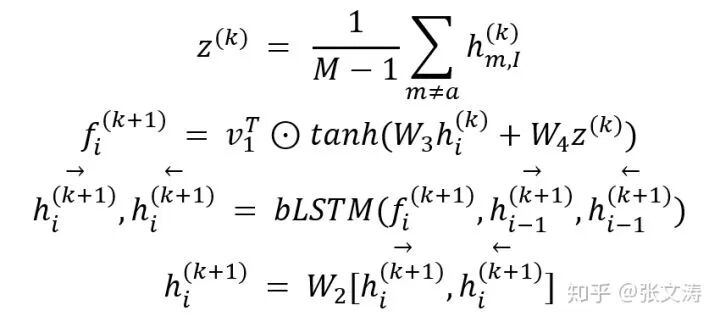 z^(k) = 1/(M − 1) ∑_{m≠a} h_{m,I}^(k)
f_i^(k+1) = v_1^T ⊙ tanh(W_3 h_i^(k) + W_4 z^(k))
→h_i^(k+1), ←h_i^(k+1) = bLSTM(f_i^(k+1), →h_{i−1}^(k+1), ←h_{i−1}^(k+1))
h_i^(k+1) = W_2[→h_i^(k+1), ←h_i^(k+1)]
知乎 @张文涛